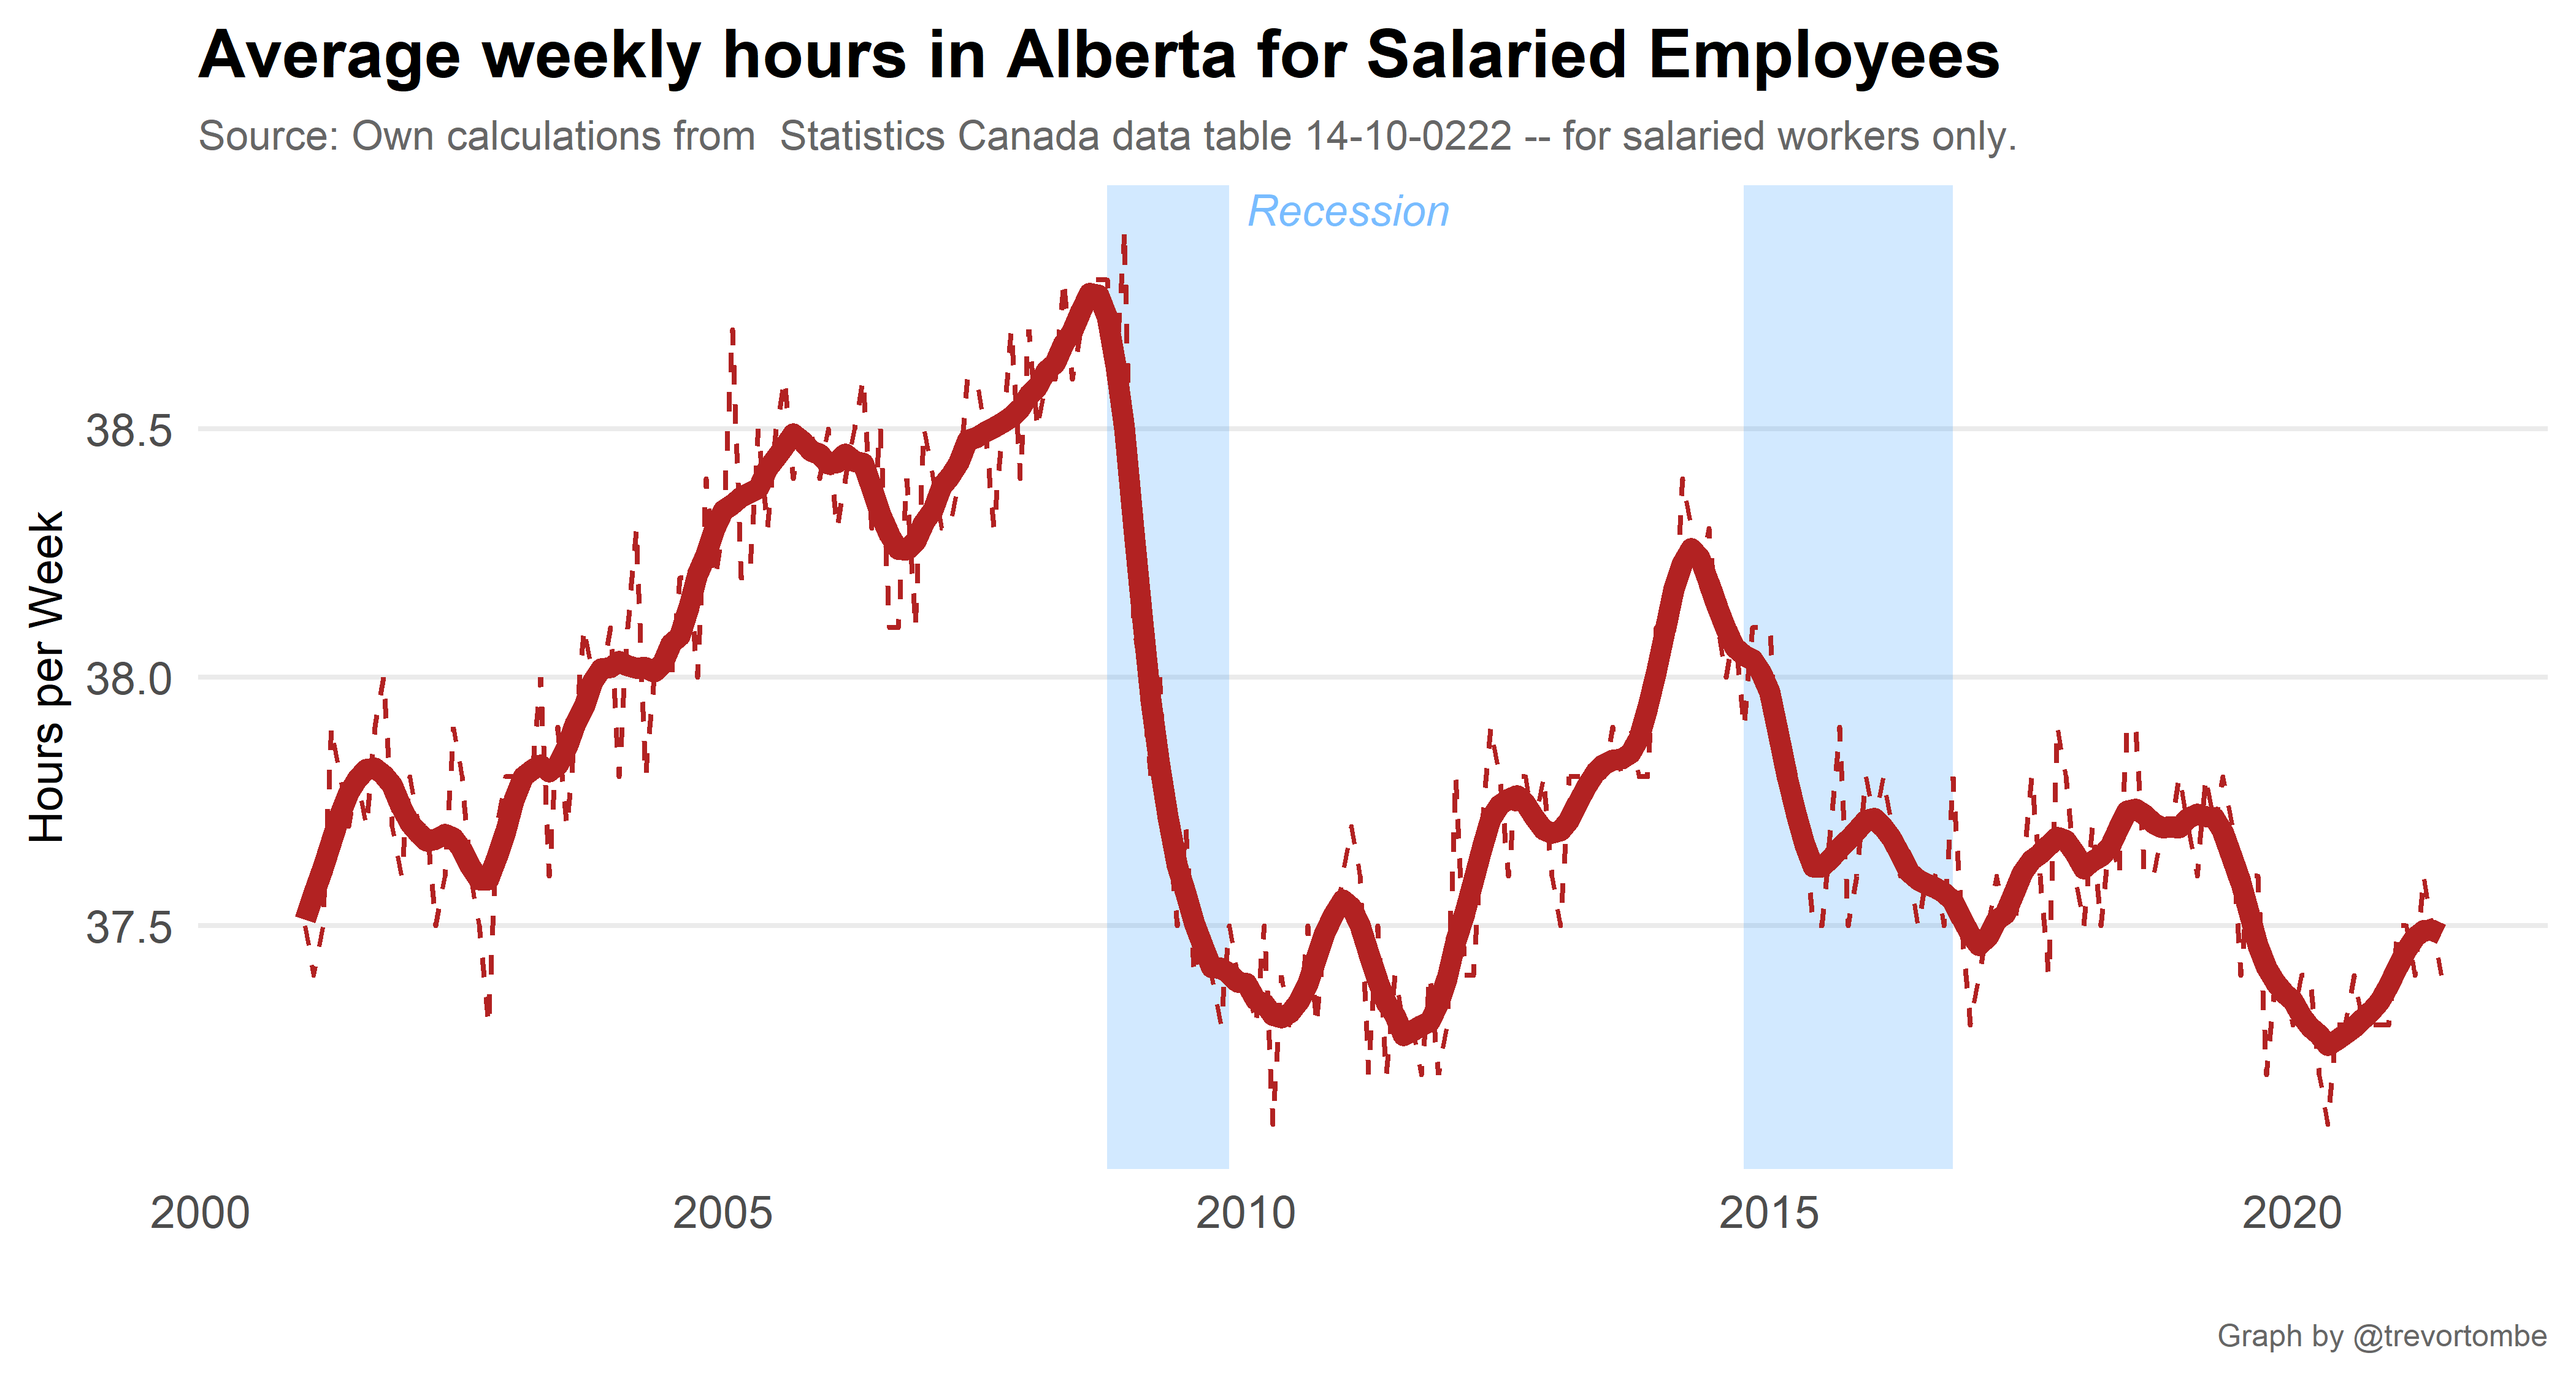 Average weekly hours in Alberta for Salaried Employees
Source: Own calculations from  Statistics Canada data table 14-10-0222 -- for salaried workers only.
Recession
Hours per Week
38.5
38.0
37.5
2000 2005 2010 2015 2020
Graph by @trevortombe